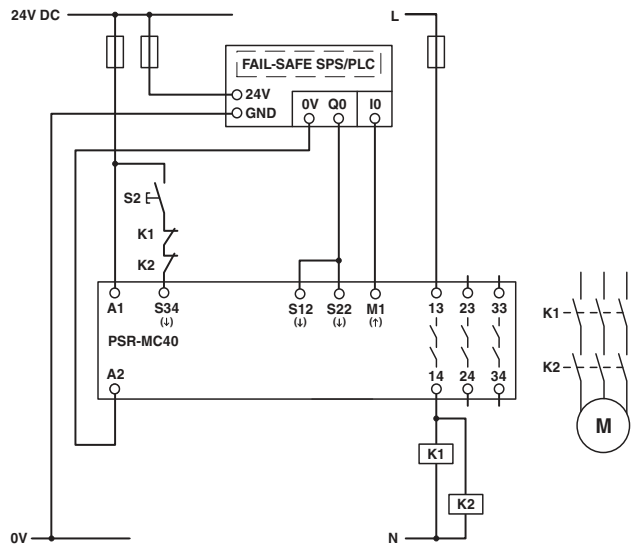 24V DC
L
FAIL-SAFE SPS/PLC
24V
GND
0V Q0 I0
S2
K1
K2
A1 S34 S12 S22 M1 13 23 33
(↓) (↓) (↓) (↑)
PSR-MC40
A2 14 24 34
K1
K2
M
K1
K2
0V
N